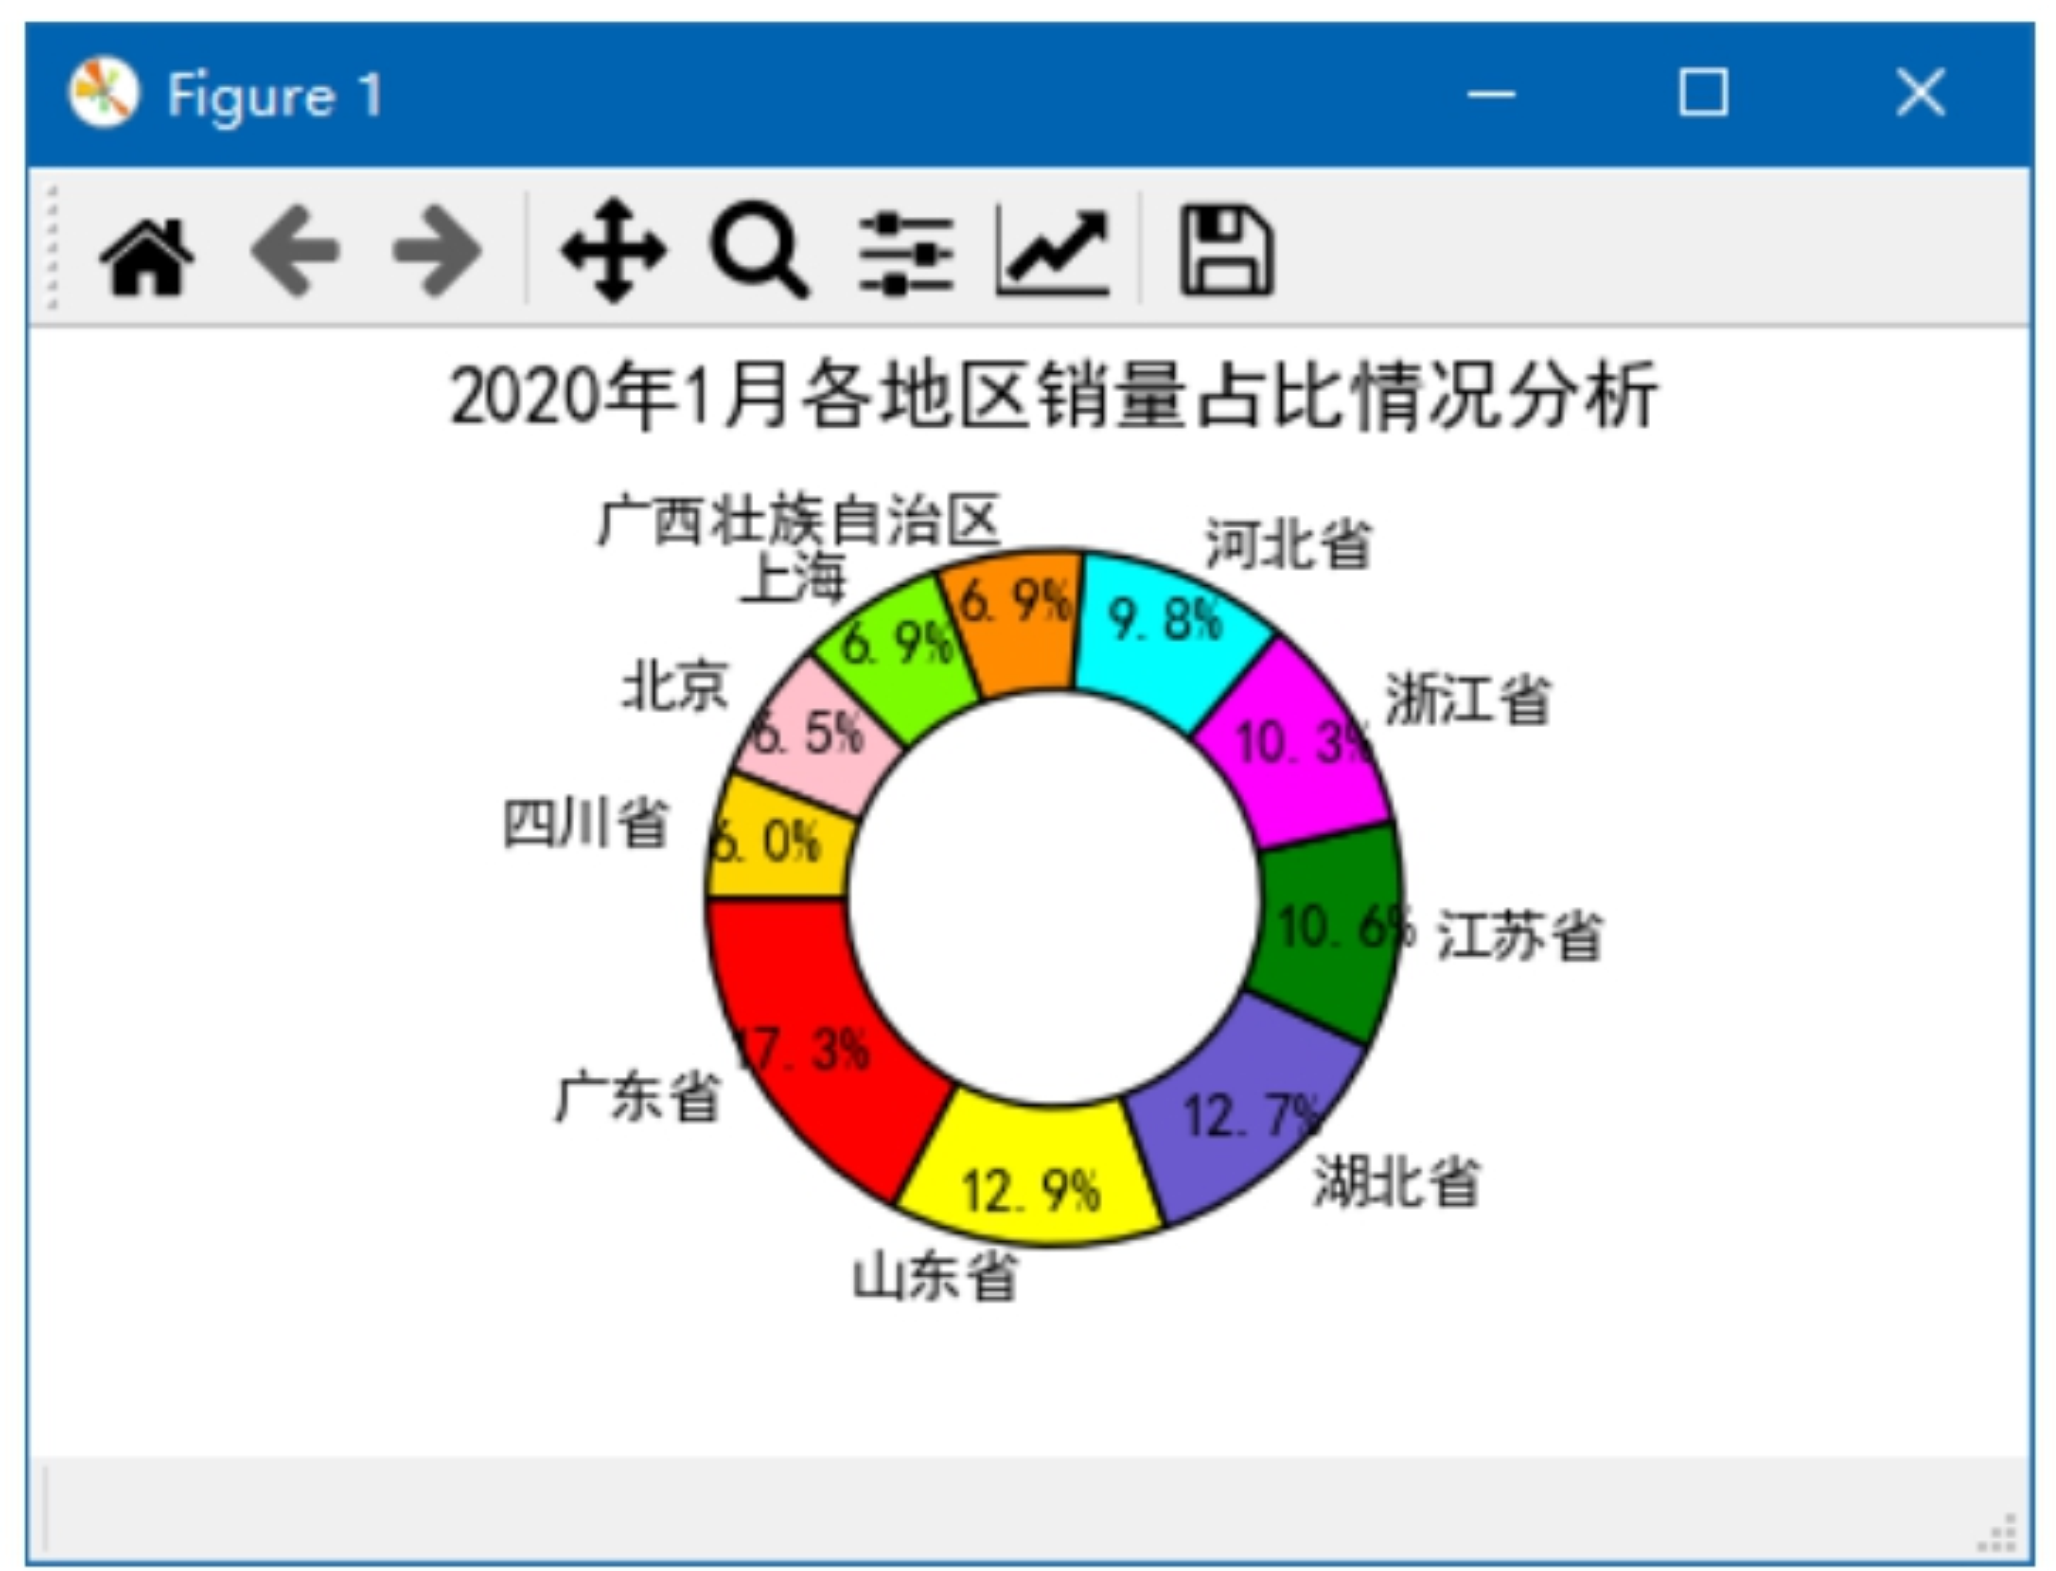 Figure 1
2020年1月各地区销量占比情况分析
广西壮族自治区
河北省
上海
6.9%
9.8%
6.9%
北京
浙江省
6.5%
10.3%
四川省
6.0%
10.6%
江苏省
17.3%
广东省
12.7%
湖北省
12.9%
山东省